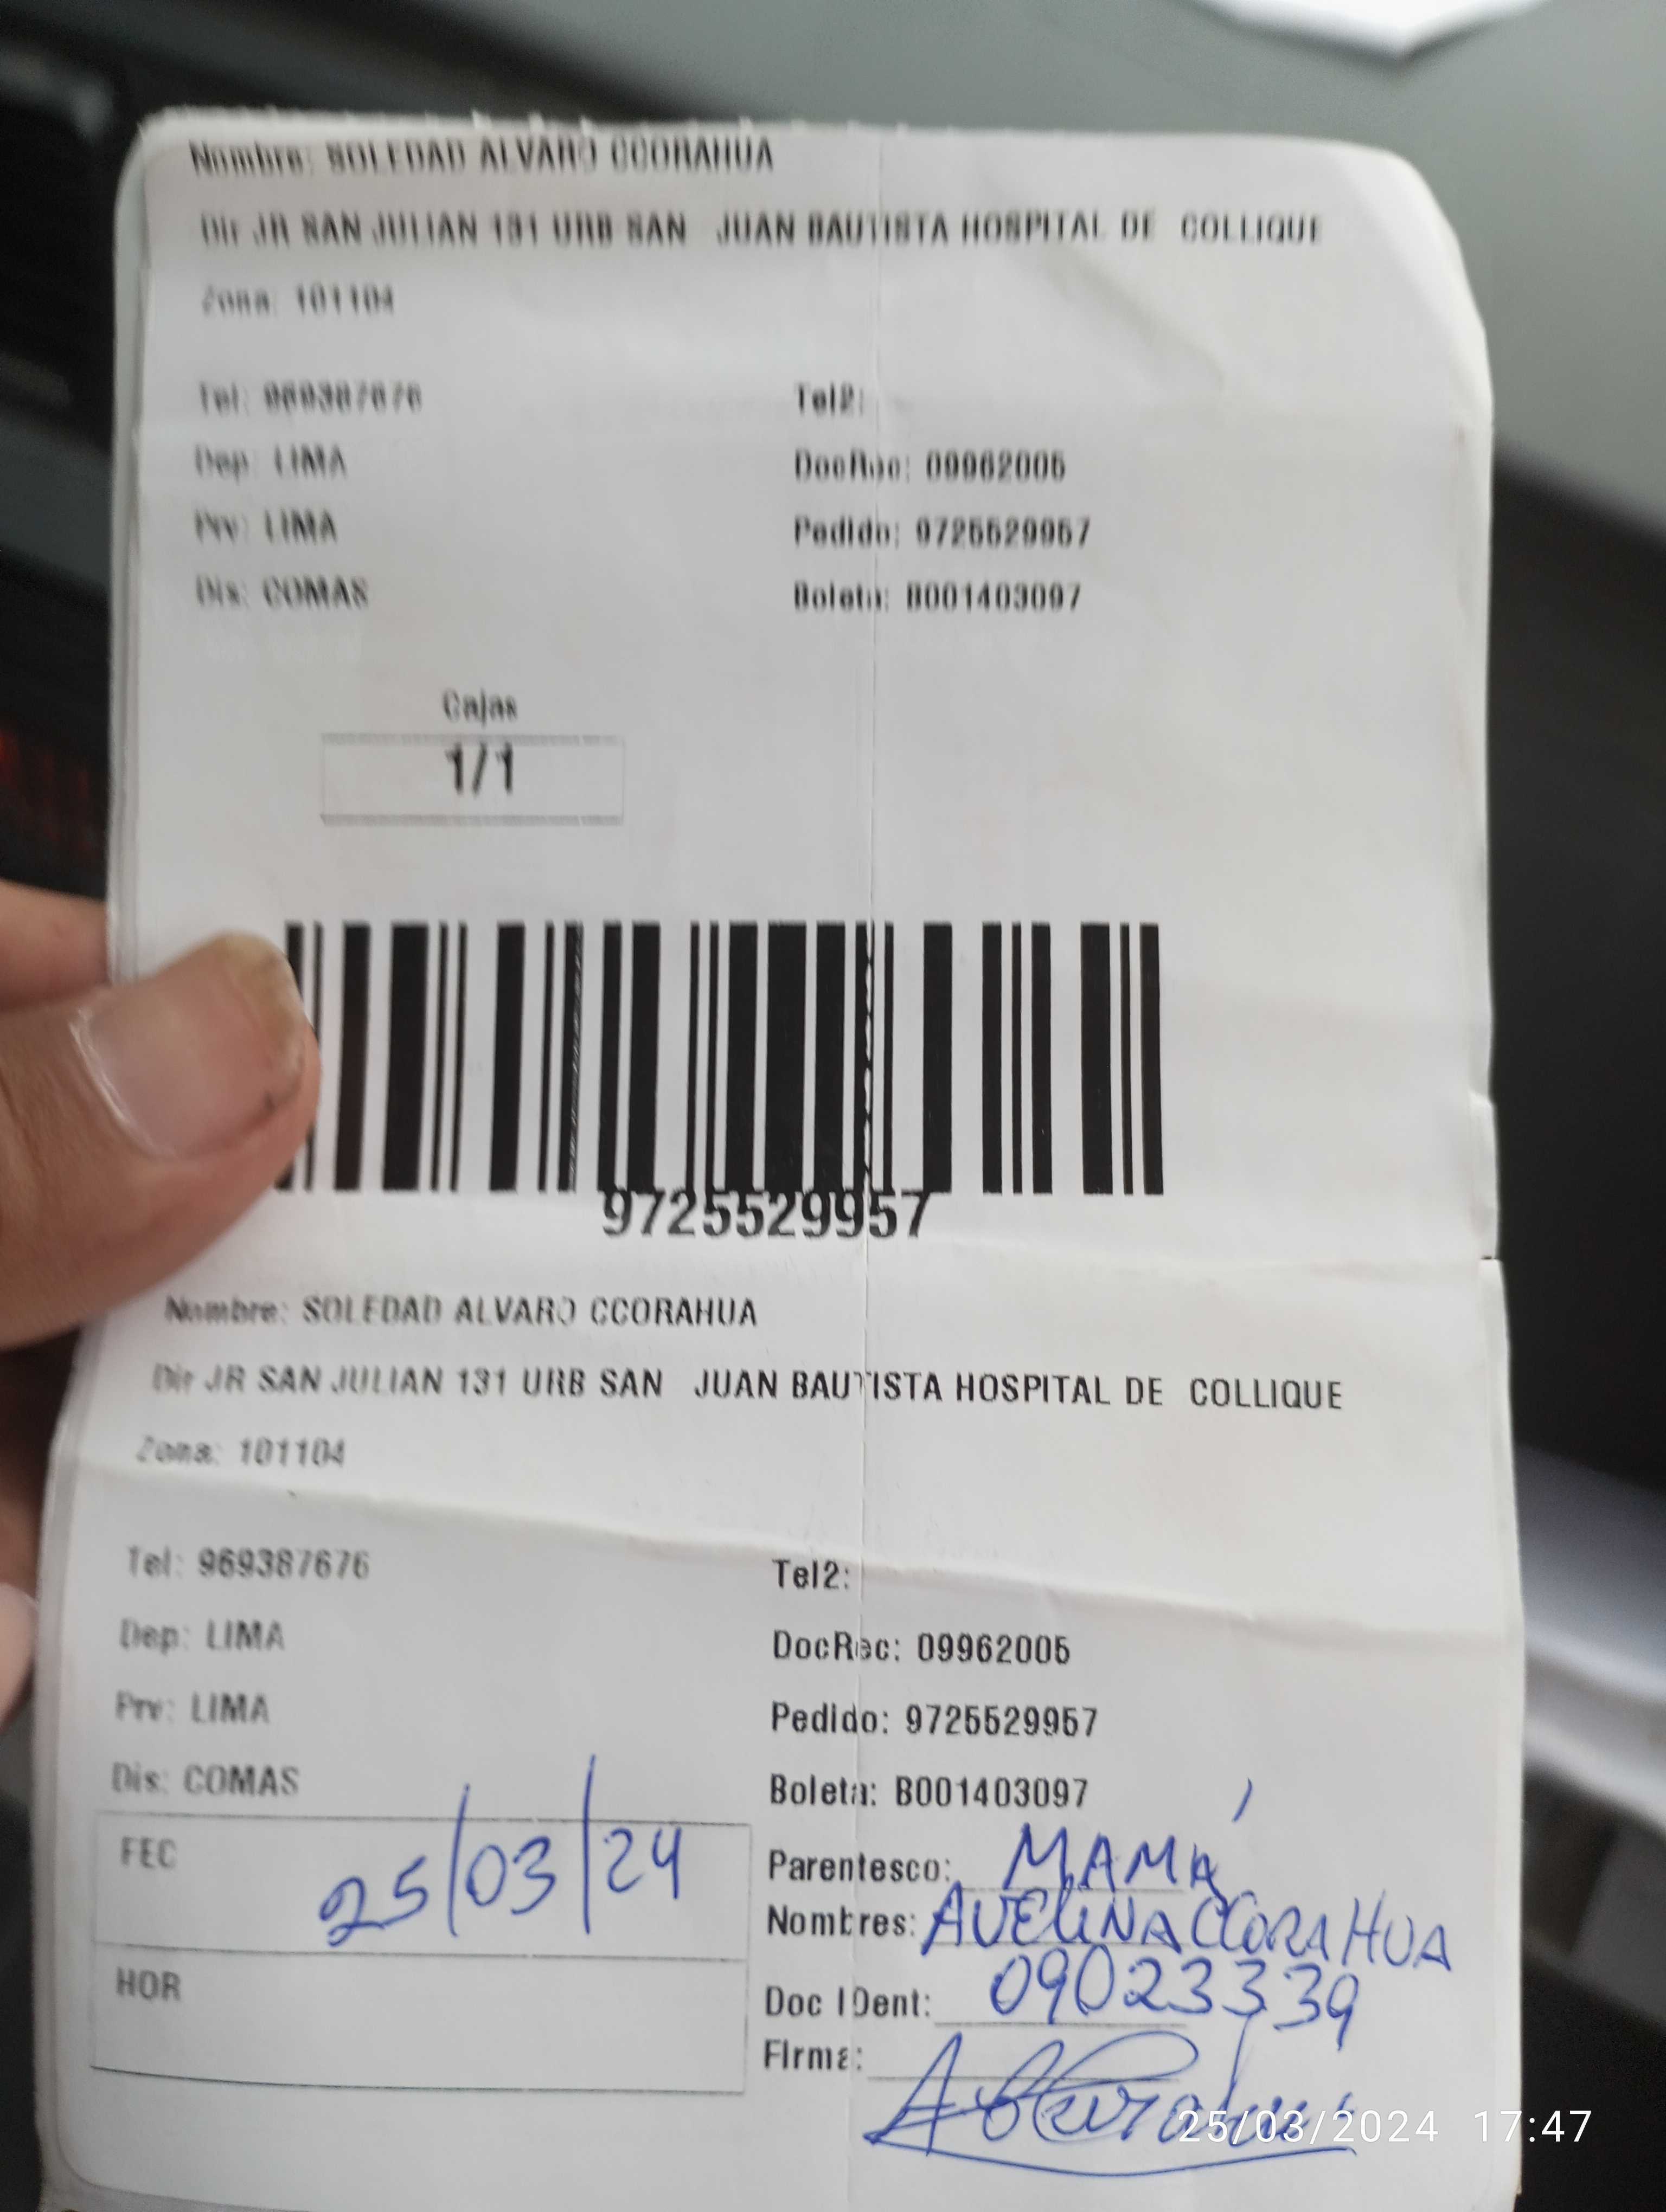 Nombre: SOLEDAD ALVARO CCORAHUA
Dir JR SAN JULIAN 131 URB SAN JUAN BAUTISTA HOSPITAL DE COLLIQUE
Zona: 101104
Tel: 969387676 Tel2:
Dep: LIMA DocRec: 09962005
Prv: LIMA Pedido: 9725529957
Dis: COMAS Boleta: B001403097
Cajas
1/1
9725529957
Nombre: SOLEDAD ALVARO CCORAHUA
Dir JR SAN JULIAN 131 URB SAN JUAN BAUTISTA HOSPITAL DE COLLIQUE
Zona: 101104
Tel: 969387676 Tel2:
Dep: LIMA DocRec: 09962005
Prv: LIMA Pedido: 9725529957
Dis: COMAS Boleta: B001403097
FEC 25/03/24 Parentesco: MAMÁ
Nombres: AVELINA CCORAHUA
HOR Doc IDent: 09023339
Firma:
25/03/2024 17:47